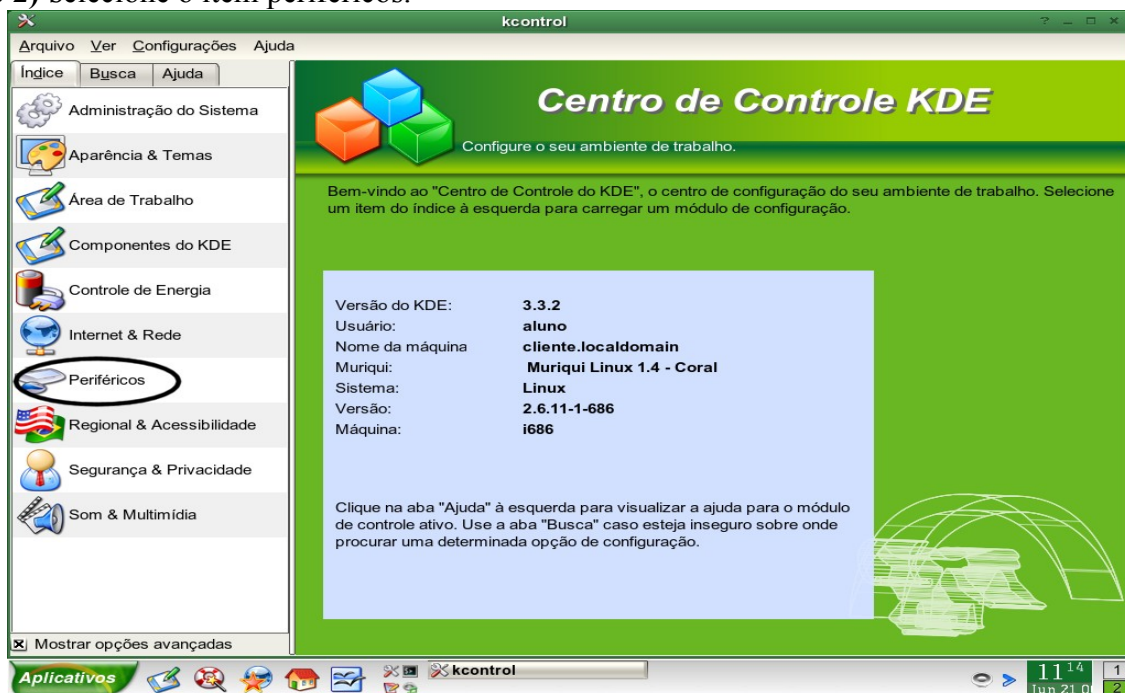 2) selecione o item periféricos.
kcontrol
Arquivo Ver Configurações Ajuda
Índice Busca Ajuda
Administração do Sistema
Aparência & Temas
Área de Trabalho
Componentes do KDE
Controle de Energia
Internet & Rede
Periféricos
Regional & Acessibilidade
Segurança & Privacidade
Som & Multimídia
Mostrar opções avançadas
Centro de Controle KDE
Configure o seu ambiente de trabalho.
Bem-vindo ao "Centro de Controle do KDE", o centro de configuração do seu ambiente de trabalho. Selecione
um item do índice à esquerda para carregar um módulo de configuração.
Versão do KDE: 3.3.2
Usuário: aluno
Nome da máquina cliente.localdomain
Muriqui: Muriqui Linux 1.4 - Coral
Sistema: Linux
Versão: 2.6.11-1-686
Máquina: i686
Clique na aba "Ajuda" à esquerda para visualizar a ajuda para o módulo
de controle ativo. Use a aba "Busca" caso esteja inseguro sobre onde
procurar uma determinada opção de configuração.
Aplicativos kcontrol 11 14 1
Jun 21 2